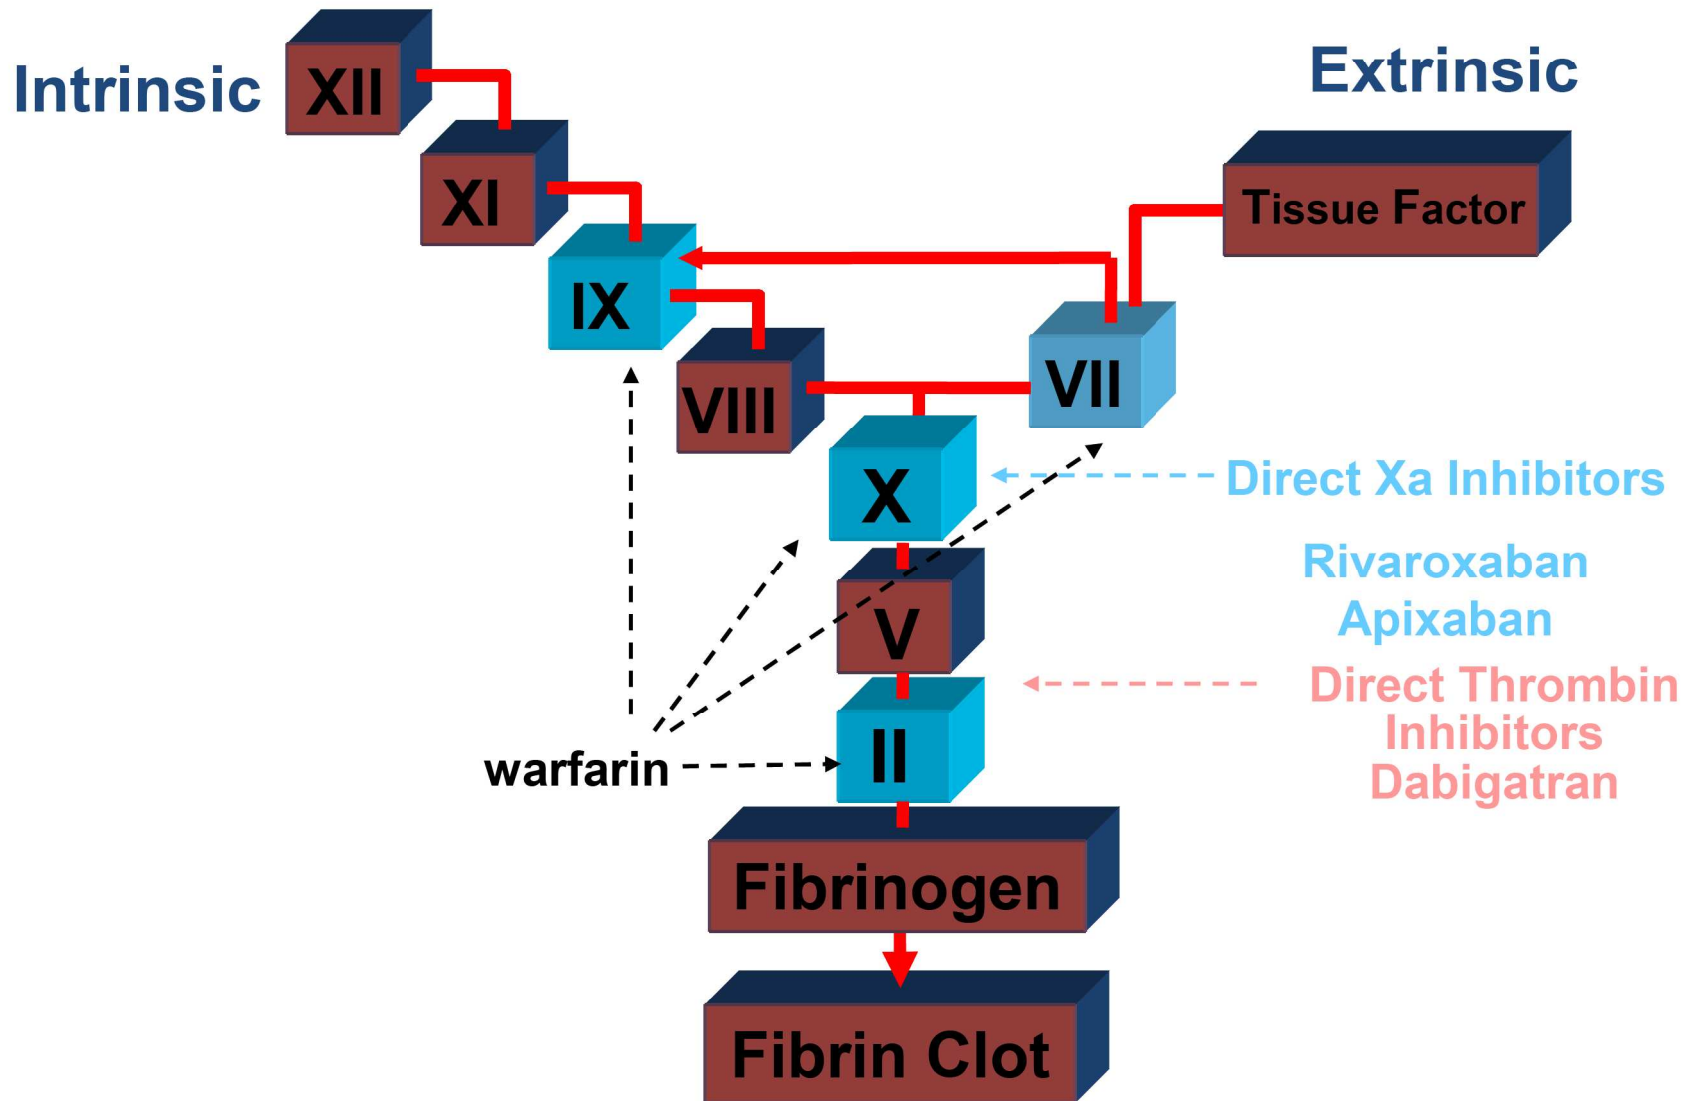 Intrinsic
XII
Extrinsic
XI
Tissue Factor
IX
VIII
VII
X
Direct Xa Inhibitors
Rivaroxaban
Apixaban
V
Direct Thrombin
Inhibitors
Dabigatran
II
warfarin
Fibrinogen
Fibrin Clot